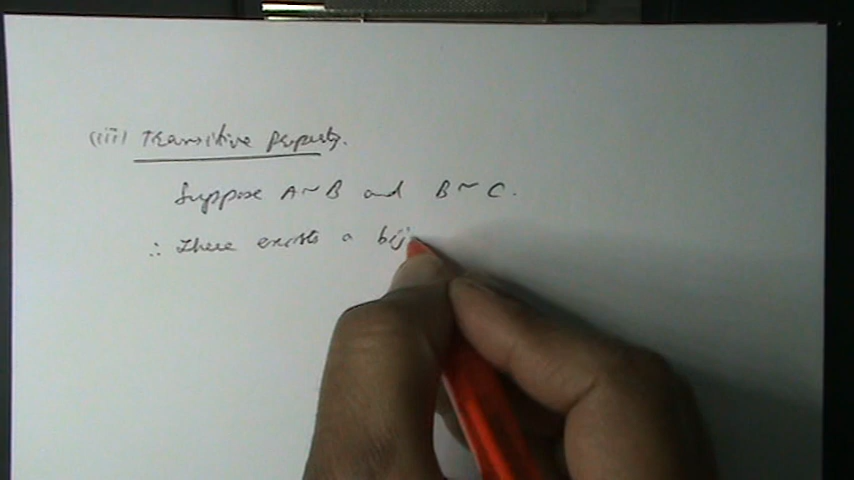 (iii) Transitive Property.
Suppose A ~ B and B ~ C.
∴ There exists a bij